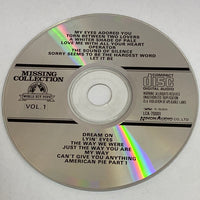 MY EYES ADORED YOU
TORN BETWEEN TWO LOVERS
A WHITER SHADE OF PALE
LOVE ME WITH ALL YOUR HEART
OPERATOR
THE SOUND OF SILENCE
SORRY SEEMS TO BE THE HARDEST WORD
LET IT BE
MISSING
COLLECTION
VOL. 1
COMPACT
disc
DIGITAL AUDIO
DREAM ON
LYIN' EYES
THE WAY WE WERE
JUST THE WAY YOU ARE
MY WAY
CAN'T GIVE YOU ANYTHING
AMERICAN PIE PART I